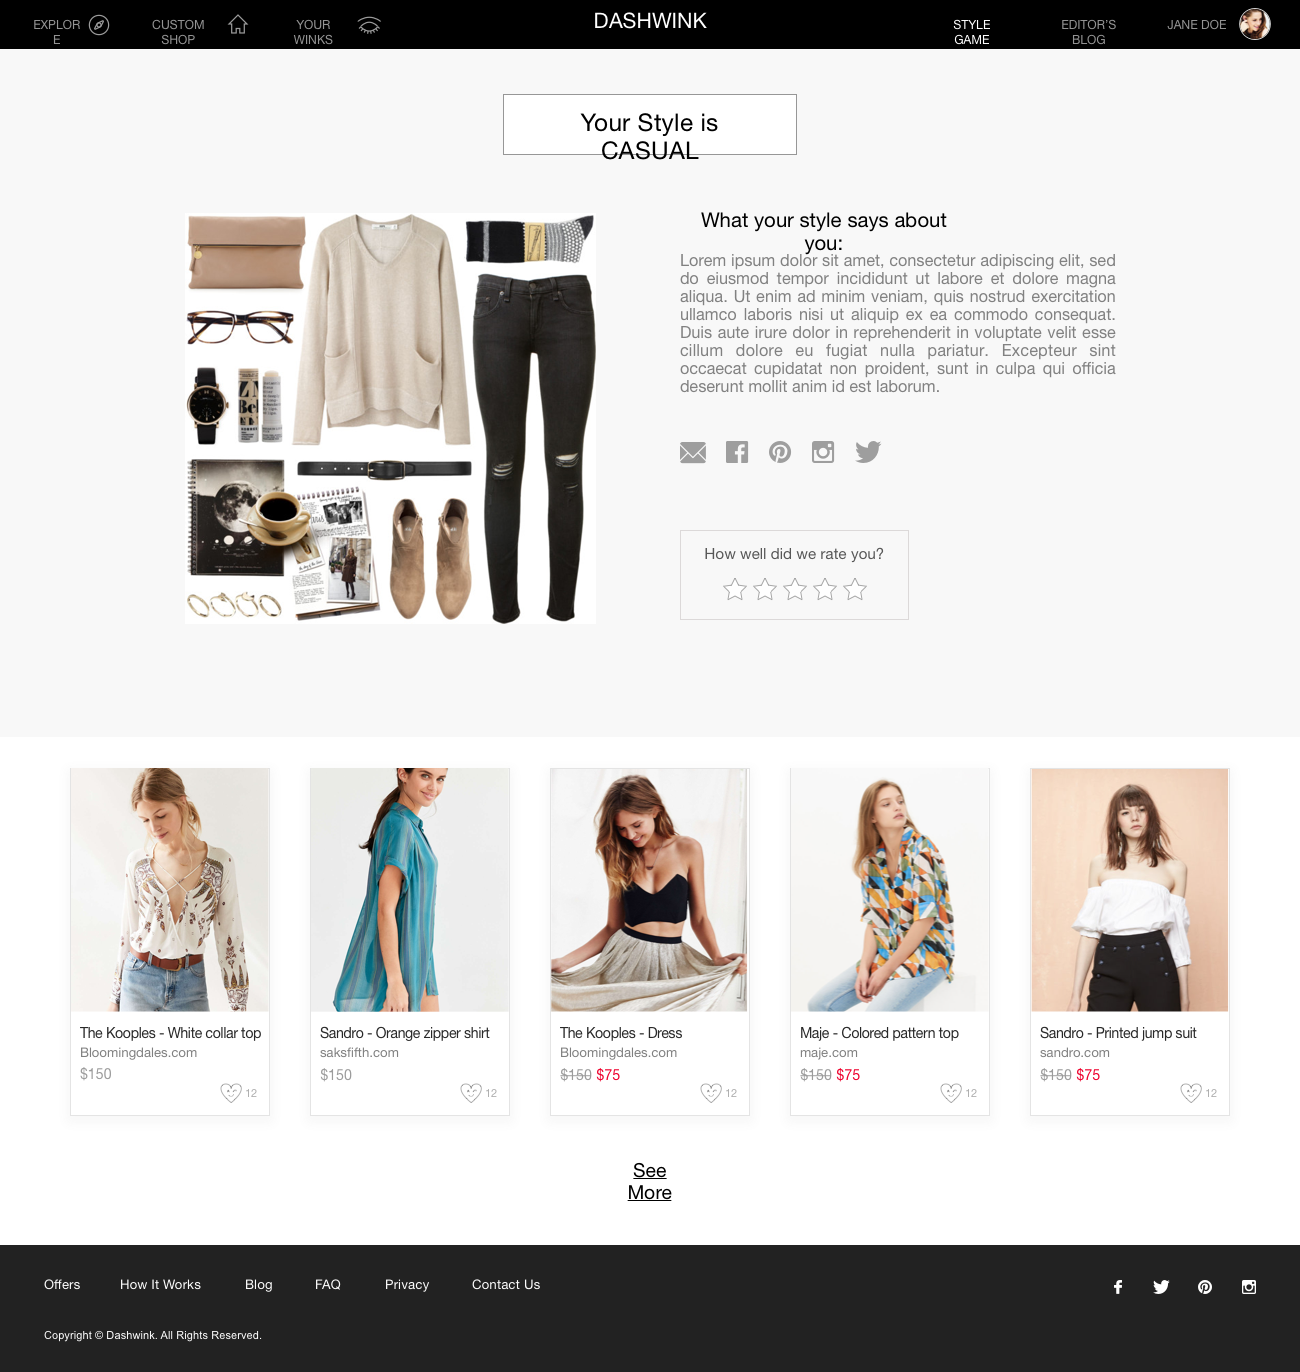 EXPLOR
E
CUSTOM
SHOP
YOUR
WINKS
DASHWINK
STYLE
GAME
EDITOR'S
BLOG
JANE DOE
Your Style is
CASUAL
What your style says about
you:
Lorem ipsum dolor sit amet, consectetur adipiscing elit, sed
do eiusmod tempor incididunt ut labore et dolore magna
aliqua. Ut enim ad minim veniam, quis nostrud exercitation
ullamco laboris nisi ut aliquip ex ea commodo consequat.
Duis aute irure dolor in reprehenderit in voluptate velit esse
cillum dolore eu fugiat nulla pariatur. Excepteur sint
occaecat cupidatat non proident, sunt in culpa qui officia
deserunt mollit anim id est laborum.
How well did we rate you?
The Kooples - White collar top
Bloomingdales.com
$150
12
Sandro - Orange zipper shirt
saksfifth.com
$150
12
The Kooples - Dress
Bloomingdales.com
$150 $75
12
Maje - Colored pattern top
maje.com
$150 $75
12
Sandro - Printed jump suit
sandro.com
$150 $75
12
See
More
Offers How It Works Blog FAQ Privacy Contact Us
Copyright © Dashwink. All Rights Reserved.